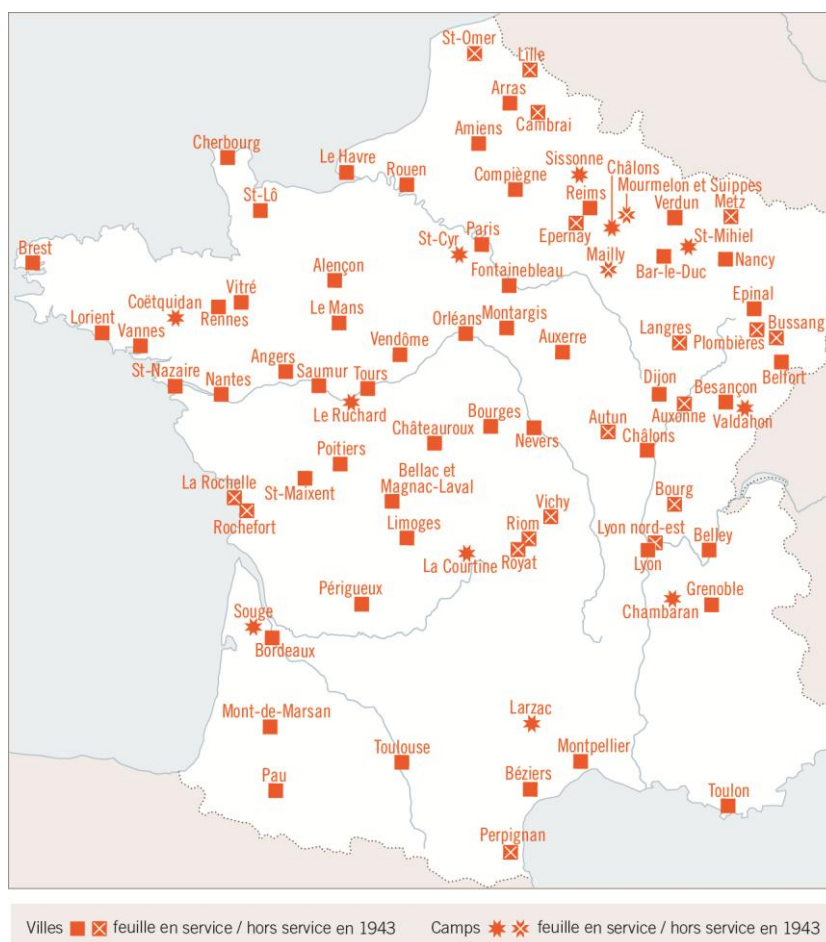 St-Omer
Lîlle
Arras
Cambrai
Amiens
Cherbourg
Le Havre
Rouen
Sissonne
Châlons
Compiègne
Mourmelon et Suippes
Reims
Verdun
Metz
St-Lô
Epernay
St-Cyr
Paris
Mailly
St-Mihiel
Brest
Bar-le-Duc
Nancy
Alençon
Fontainebleau
Coëtquidan
Vitré
Epinal
Rennes
Le Mans
Orléans
Montargis
Lorient
Vannes
Vendôme
Auxerre
Langres
Plombières
Bussang
St-Nazaire
Nantes
Angers
Saumur
Tours
Belfort
Dijon
Besançon
Le Ruchard
Auxonne
Valdahon
Bourges
Châteauroux
Nevers
Autun
Châlons
Poitiers
La Rochelle
St-Maixent
Bellac et
Magnac-Laval
Vichy
Bourg
Rochefort
Limoges
Riom
Lyon nord-est
Belley
La Courtine
Royat
Lyon
Périgueux
Grenoble
Chambaran
Souge
Bordeaux
Larzac
Mont-de-Marsan
Toulouse
Montpellier
Pau
Béziers
Toulon
Perpignan
Villes feuille en service / hors service en 1943 Camps feuille en service / hors service en 1943